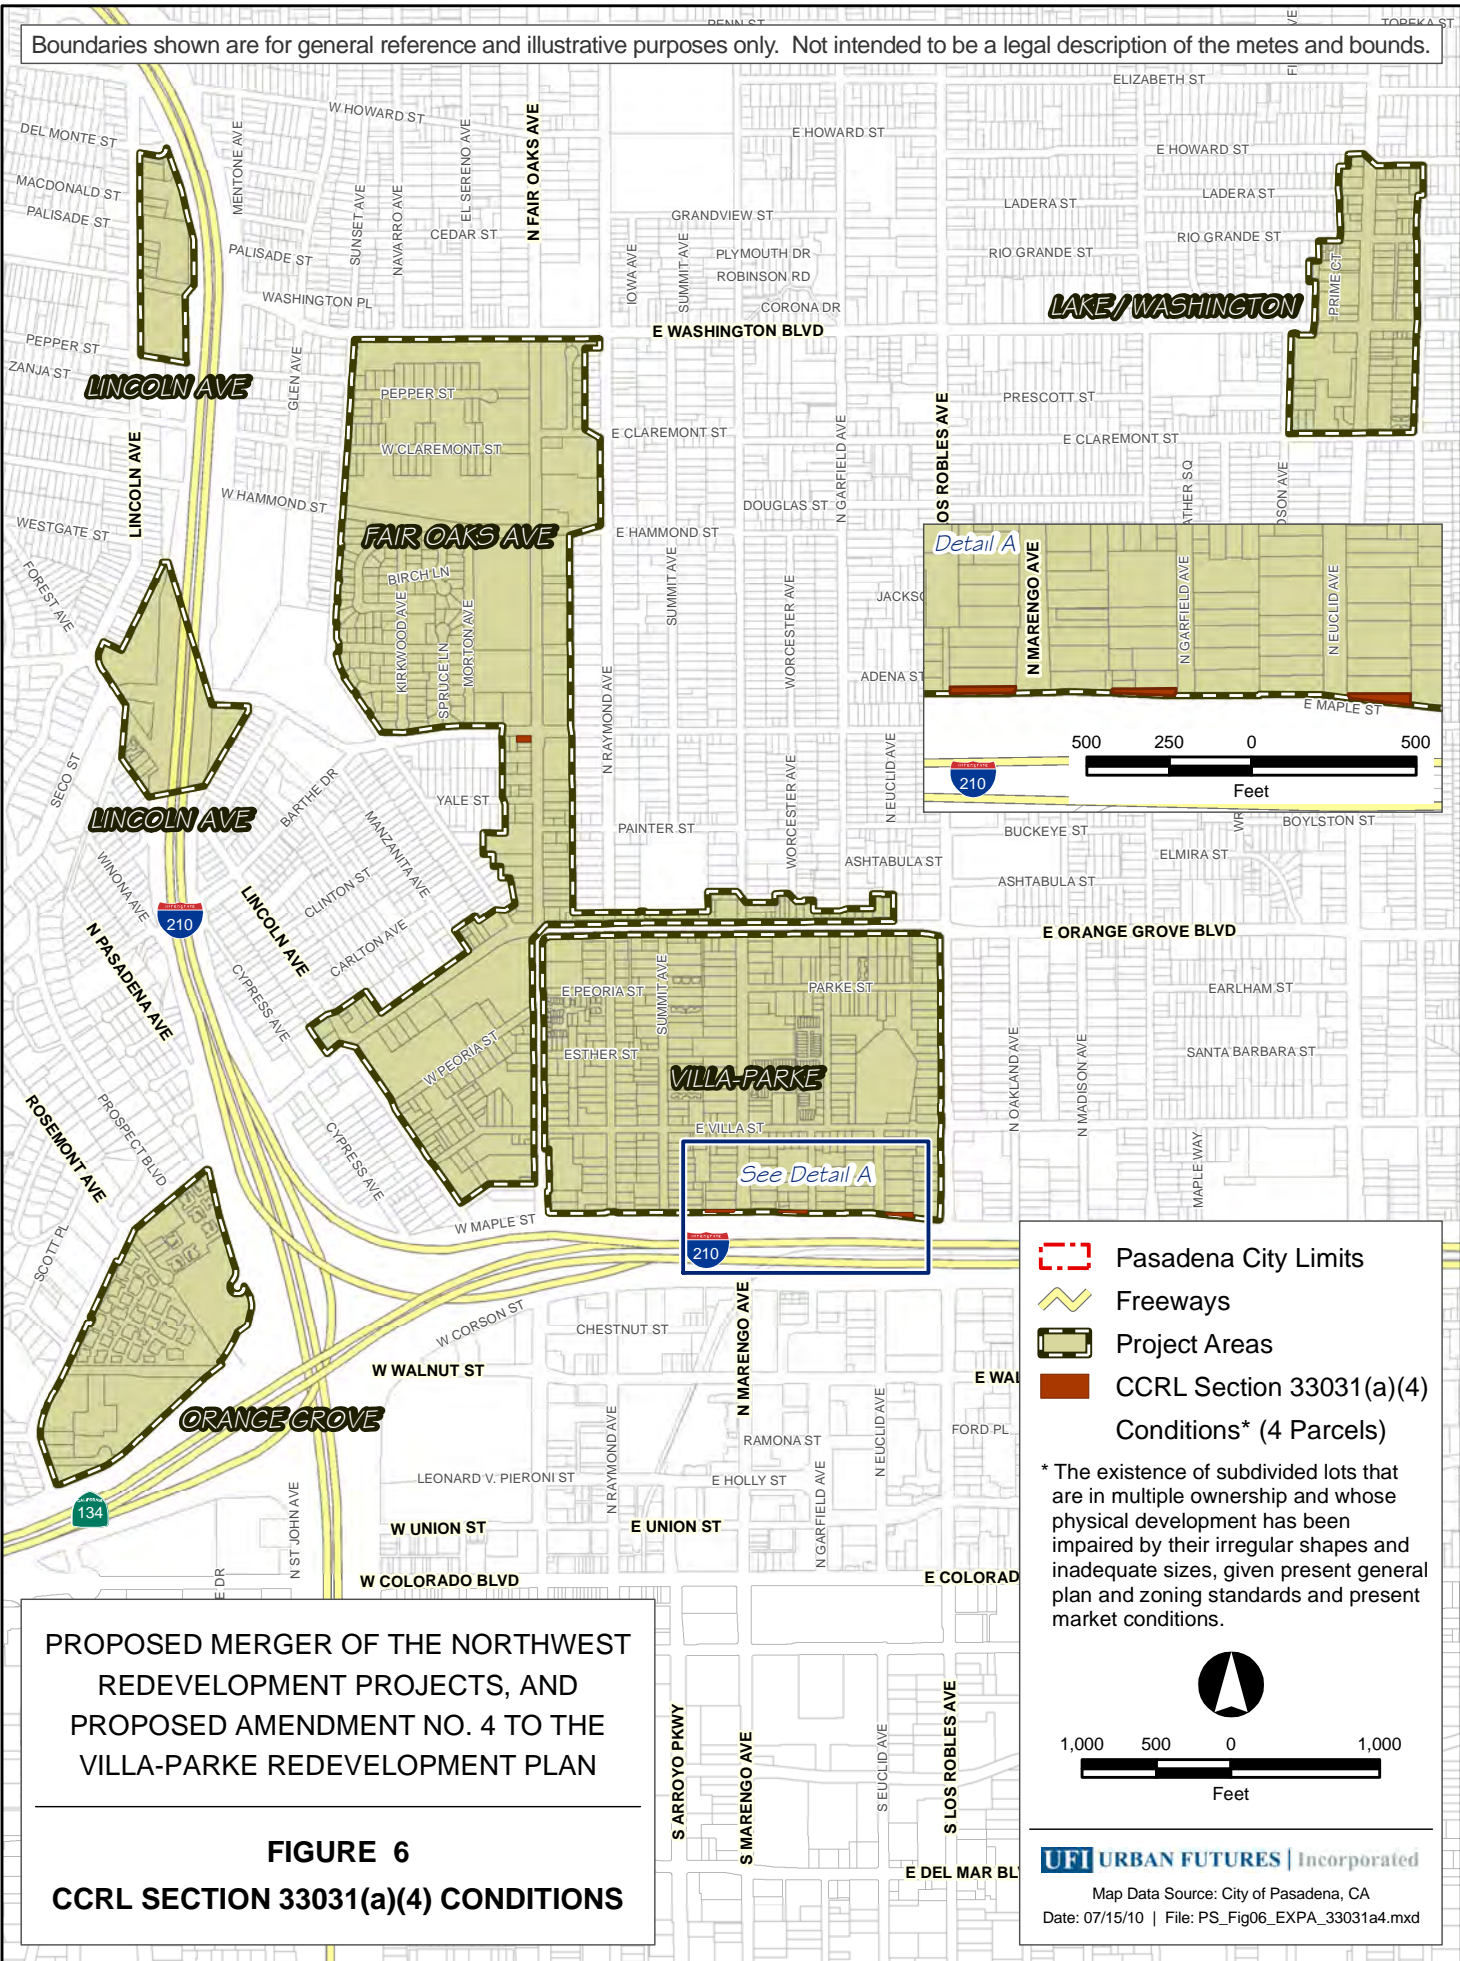 PENN ST
TOPEKA ST
Boundaries shown are for general reference and illustrative purposes only. Not intended to be a legal description of the metes and bounds.
ELIZABETH ST
W HOWARD ST
DEL MONTE ST
MENTONE AVE
EL SERENO AVE
N FAIR OAKS AVE
E HOWARD ST
E HOWARD ST
MACDONALD ST
PALISADE ST
SUNSET AVE
NAVARRO AVE
CEDAR ST
GRANDVIEW ST
LADERA ST
LADERA ST
PALISADE ST
IOWA AVE
SUMMIT AVE
PLYMOUTH DR
ROBINSON RD
CORONA DR
RIO GRANDE ST
RIO GRANDE ST
PRIME CT
WASHINGTON PL
LAKE/WASHINGTON
E WASHINGTON BLVD
PEPPER ST
ZANJA ST
LINCOLN AVE
GLEN AVE
PEPPER ST
PRESCOTT ST
LINCOLN AVE
W CLAREMONT ST
E CLAREMONT ST
N GARFIELD AVE
E CLAREMONT ST
W HAMMOND ST
DOUGLAS ST
WESTGATE ST
FAIR OAKS AVE
E HAMMOND ST
FOREST AVE
BIRCH LN
KIRKWOOD AVE
SPRUCE LN
MORTON AVE
SUMMIT AVE
WORCESTER AVE
ADENA ST
Detail A
N MARENGO AVE
N GARFIELD AVE
N EUCLID AVE
E MAPLE ST
500 250 0 500
Feet
210
N RAYMOND AVE
N EUCLID AVE
SECO ST
BARTHE DR
YALE ST
LINCOLN AVE
MANZANITA AVE
PAINTER ST
WORCESTER AVE
BUCKEYE ST
BOYLSTON ST
ASHTABULA ST
ELMIRA ST
ASHTABULA ST
WINONA AVE
CLINTON ST
LINCOLN AVE
210
CARLTON AVE
N PASADENA AVE
CYPRESS AVE
E ORANGE GROVE BLVD
E PEORIA ST
SUMMIT AVE
PARKE ST
EARLHAM ST
W PEORIA ST
ESTHER ST
N OAKLAND AVE
N MADISON AVE
SANTA BARBARA ST
VILLA-PARKE
ROSEMONT AVE
PROSPECT BLVD
CYPRESS AVE
E VILLA ST
See Detail A
MAPLE WAY
SCOTT PL
W MAPLE ST
210
W CORSON ST
CHESTNUT ST
N MARENGO AVE
W WALNUT ST
ORANGE GROVE
N RAYMOND AVE
RAMONA ST
N EUCLID AVE
FORD PL
LEONARD V. PIERONI ST
E HOLLY ST
N GARFIELD AVE
134
N ST JOHN AVE
W UNION ST
E UNION ST
W COLORADO BLVD
E COLORAD
E DR
S ARROYO PKWY
S MARENGO AVE
S EUCLID AVE
S LOS ROBLES AVE
E DEL MAR BLV
Pasadena City Limits
Freeways
Project Areas
CCRL Section 33031(a)(4)
Conditions* (4 Parcels)
* The existence of subdivided lots that
are in multiple ownership and whose
physical development has been
impaired by their irregular shapes and
inadequate sizes, given present general
plan and zoning standards and present
market conditions.
1,000 500 0 1,000
Feet
UFI URBAN FUTURES | Incorporated
Map Data Source: City of Pasadena, CA
Date: 07/15/10 | File: PS_Fig06_EXPA_33031a4.mxd
PROPOSED MERGER OF THE NORTHWEST
REDEVELOPMENT PROJECTS, AND
PROPOSED AMENDMENT NO. 4 TO THE
VILLA-PARKE REDEVELOPMENT PLAN
FIGURE 6
CCRL SECTION 33031(a)(4) CONDITIONS